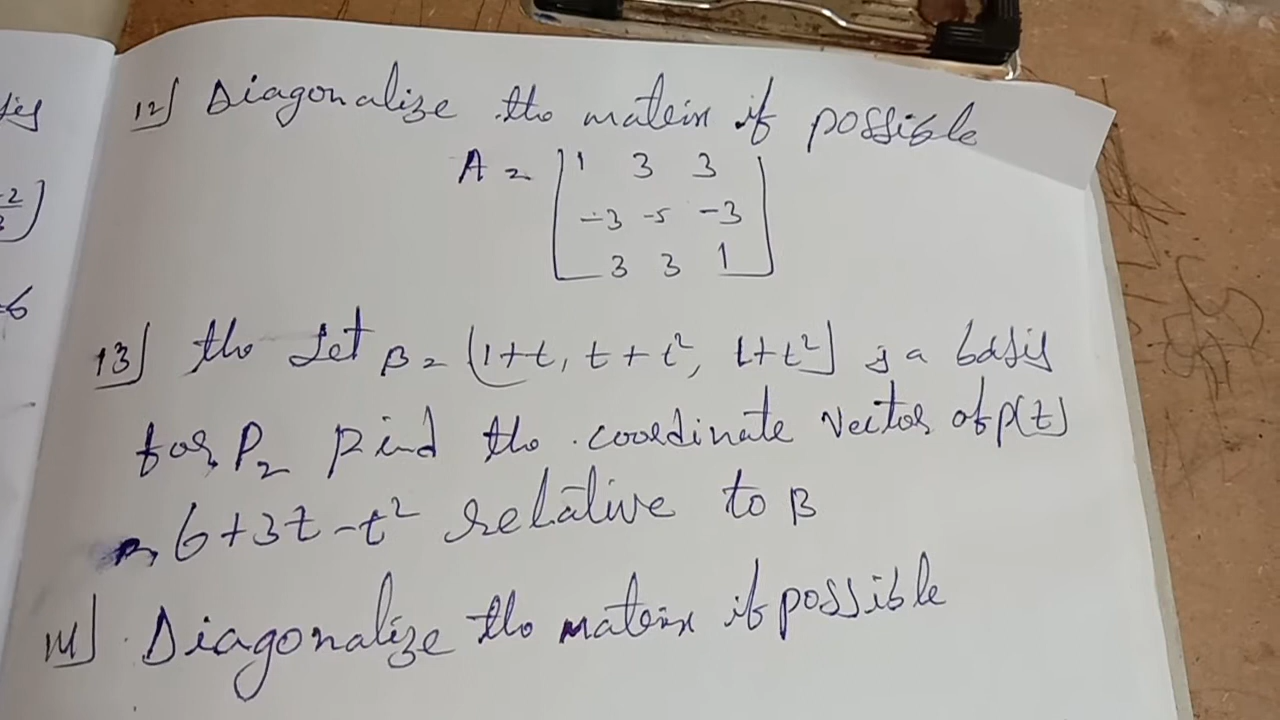 12] Diagonalize the matrix if possible
A = [1 3 3
-3 -5 -3
3 3 1]
13] the set B = {1+t, t+t², 1+t²} is a basis
for P₂ Find the coordinate vector of p(t)
= 6+3t-t² relative to B
14] Diagonalize the matrix if possible
-2
-6